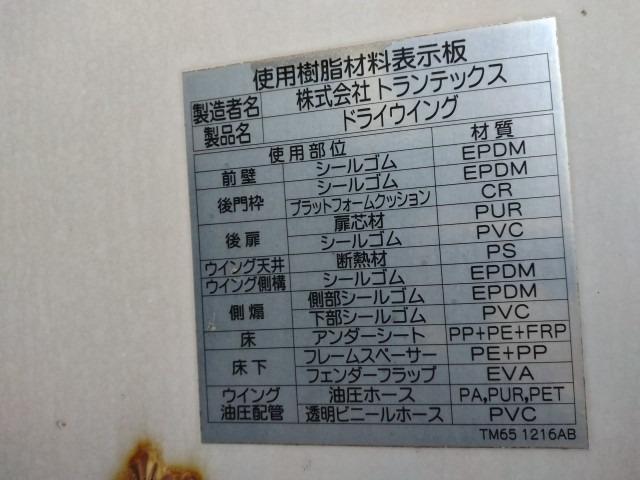 使用樹脂材料表示板
製造者名 株式会社 トランテックス
製品名 ドライウイング
使用部位 材質
前壁 シールゴム EPDM
後門枠 シールゴム EPDM
プラットフォームクッション CR
後扉 扉芯材 PUR
シールゴム PVC
ウイング天井 断熱材 PS
ウイング側構 シールゴム EPDM
側煽 側部シールゴム EPDM
下部シールゴム PVC
床 アンダーシート PP+PE+FRP
床下 フレームスペーサー PE+PP
フェンダーフラップ EVA
ウイング 油圧ホース PA,PUR,PET
油圧配管 透明ビニールホース PVC
TM65 1216AB